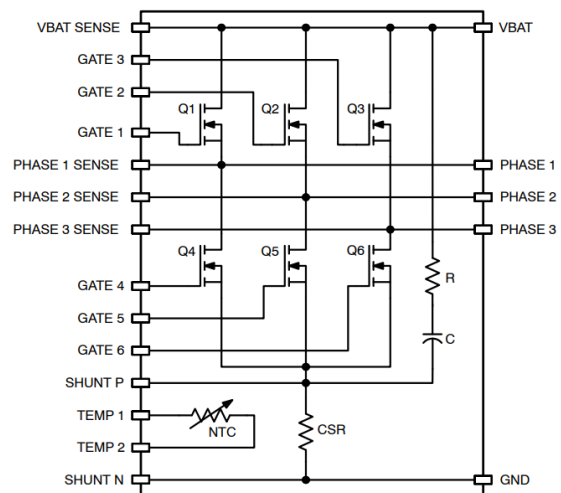 VBAT SENSE
VBAT
GATE 3
GATE 2
Q1
Q2
Q3
GATE 1
PHASE 1 SENSE
PHASE 1
PHASE 2 SENSE
PHASE 2
PHASE 3 SENSE
PHASE 3
Q4
Q5
Q6
R
GATE 4
GATE 5
C
GATE 6
SHUNT P
TEMP 1
NTC
CSR
TEMP 2
SHUNT N
GND